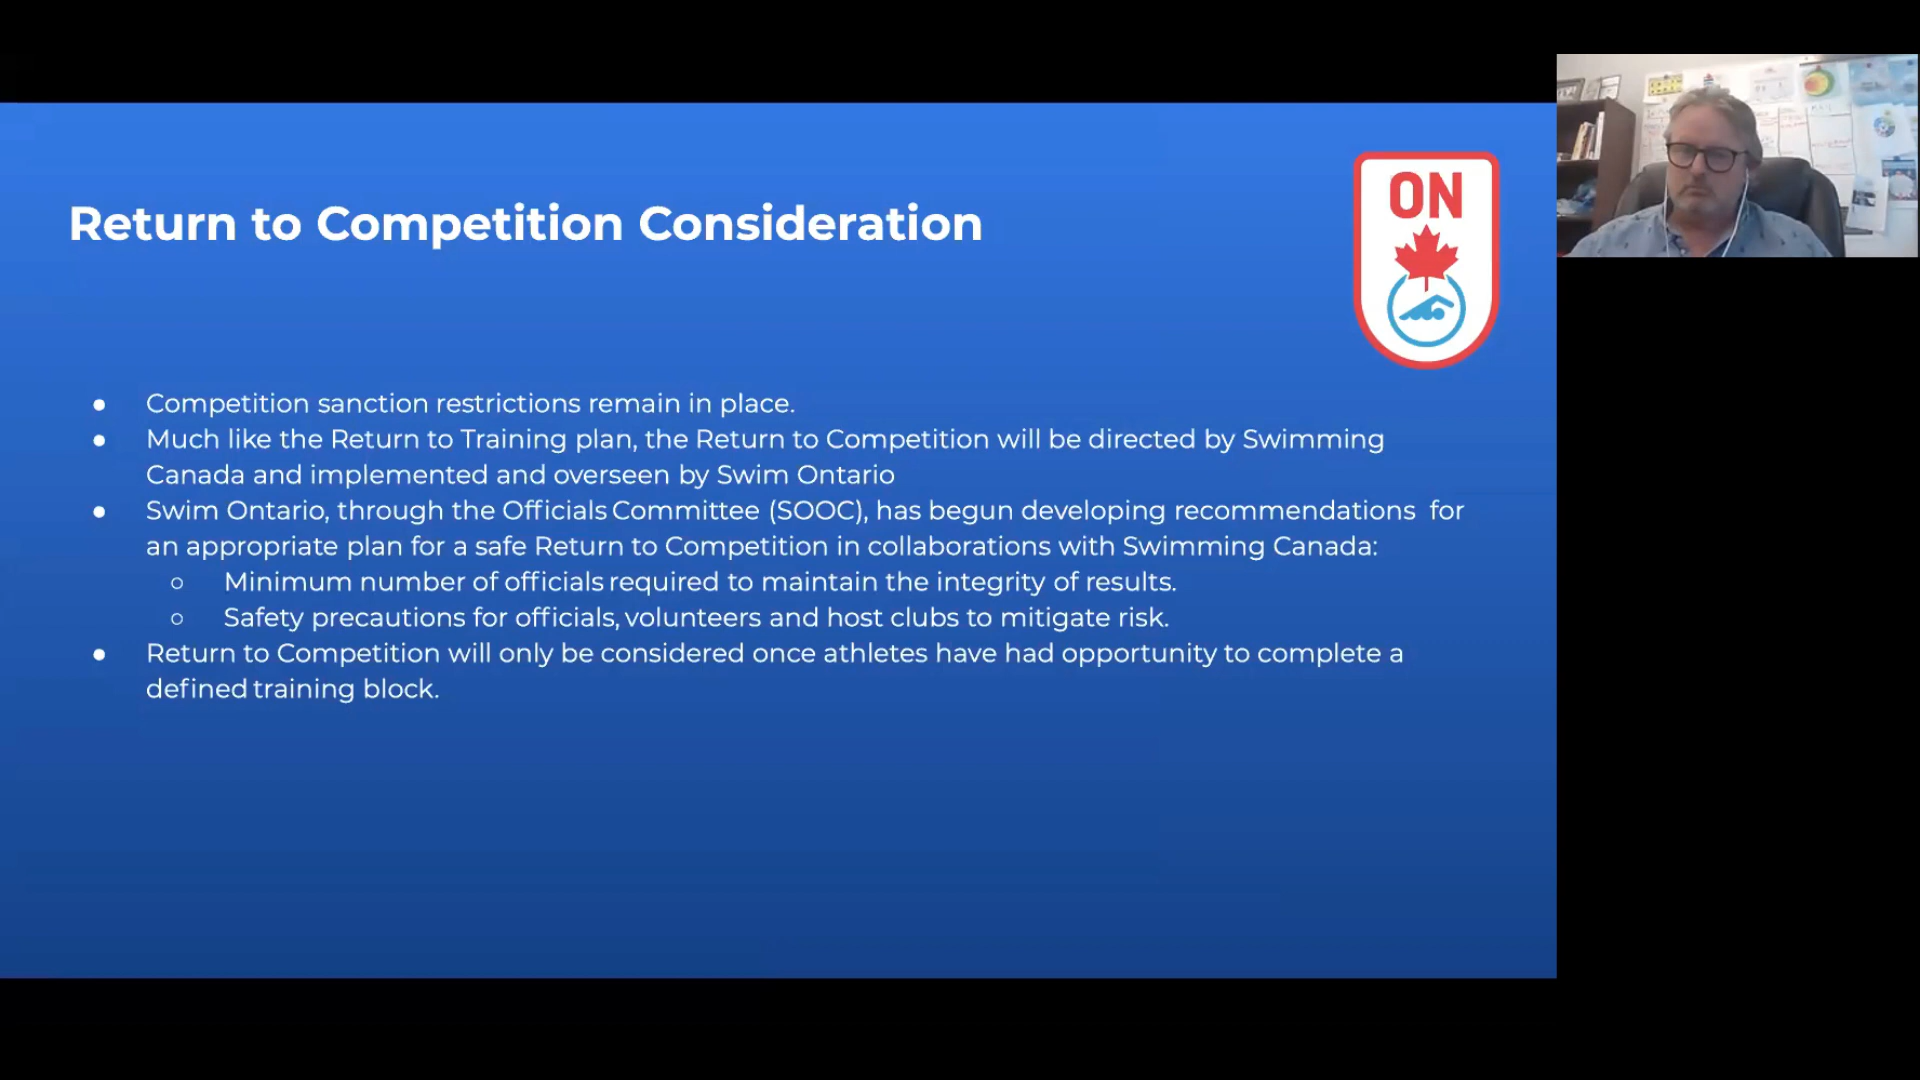 Return to Competition Consideration
ON
● Competition sanction restrictions remain in place.
● Much like the Return to Training plan, the Return to Competition will be directed by Swimming
Canada and implemented and overseen by Swim Ontario
● Swim Ontario, through the Officials Committee (SOOC), has begun developing recommendations for
an appropriate plan for a safe Return to Competition in collaborations with Swimming Canada:
○ Minimum number of officials required to maintain the integrity of results.
○ Safety precautions for officials, volunteers and host clubs to mitigate risk.
● Return to Competition will only be considered once athletes have had opportunity to complete a
defined training block.